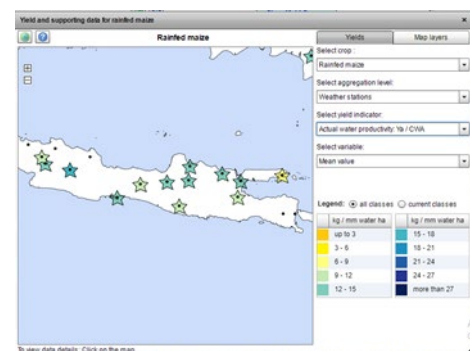 Yield and supporting data for rainfed maize
Rainfed maize
Yields
Map layers
Select crop :
Rainfed maize
Select aggregation level:
Weather stations
Select yield indicator:
Actual water productivity: Ya / CWA
Select variable:
Mean value
Legend: all classes current classes
kg / mm water ha
kg / mm water ha
up to 3
15 - 18
3 - 6
18 - 21
6 - 9
21 - 24
9 - 12
24 - 27
12 - 15
more than 27
To view data details: Click on the map